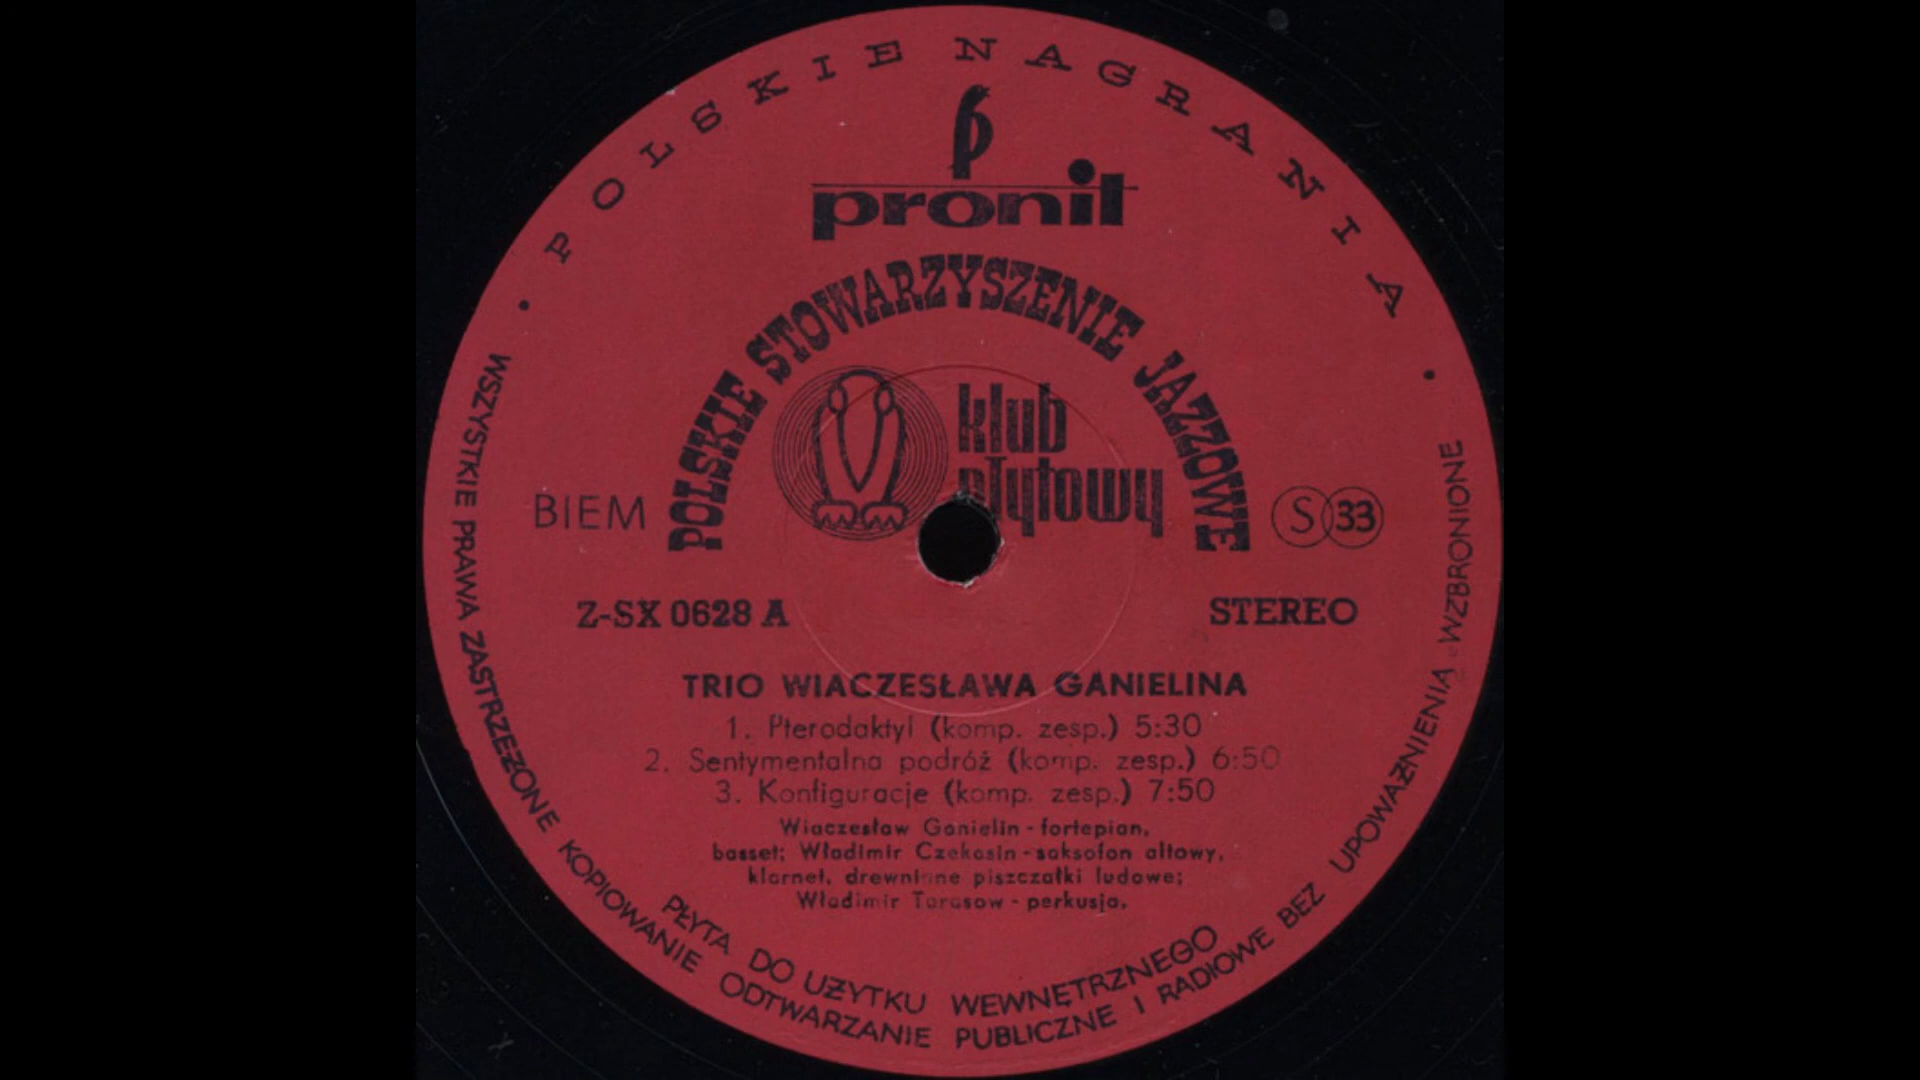 POLSKIE NAGRANIA
pronit
POLSKIE STOWARZYSZENIE JAZZOWE
klub
płytowy
BIEM
S 33
Z-SX 0628 A
STEREO
TRIO WIACZESŁAWA GANIELINA
1. Pterodaktyl (komp. zesp.) 5:30
2. Sentymentalna podróż (komp. zesp.) 6:50
3. Konfiguracje (komp. zesp.) 7:50
Wiaczesław Ganielin - fortepian,
basset; Władimir Czekasin - saksofon altowy,
klarnet, drewniane piszczałki ludowe;
Władimir Tarasow - perkusja.
PŁYTA DO UŻYTKU WEWNĘTRZNEGO
WSZYSTKIE PRAWA ZASTRZEŻONE KOPIOWANIE ODTWARZANIE PUBLICZNE I RADIOWE BEZ UPOWAŻNIENIA WZBRONIONE